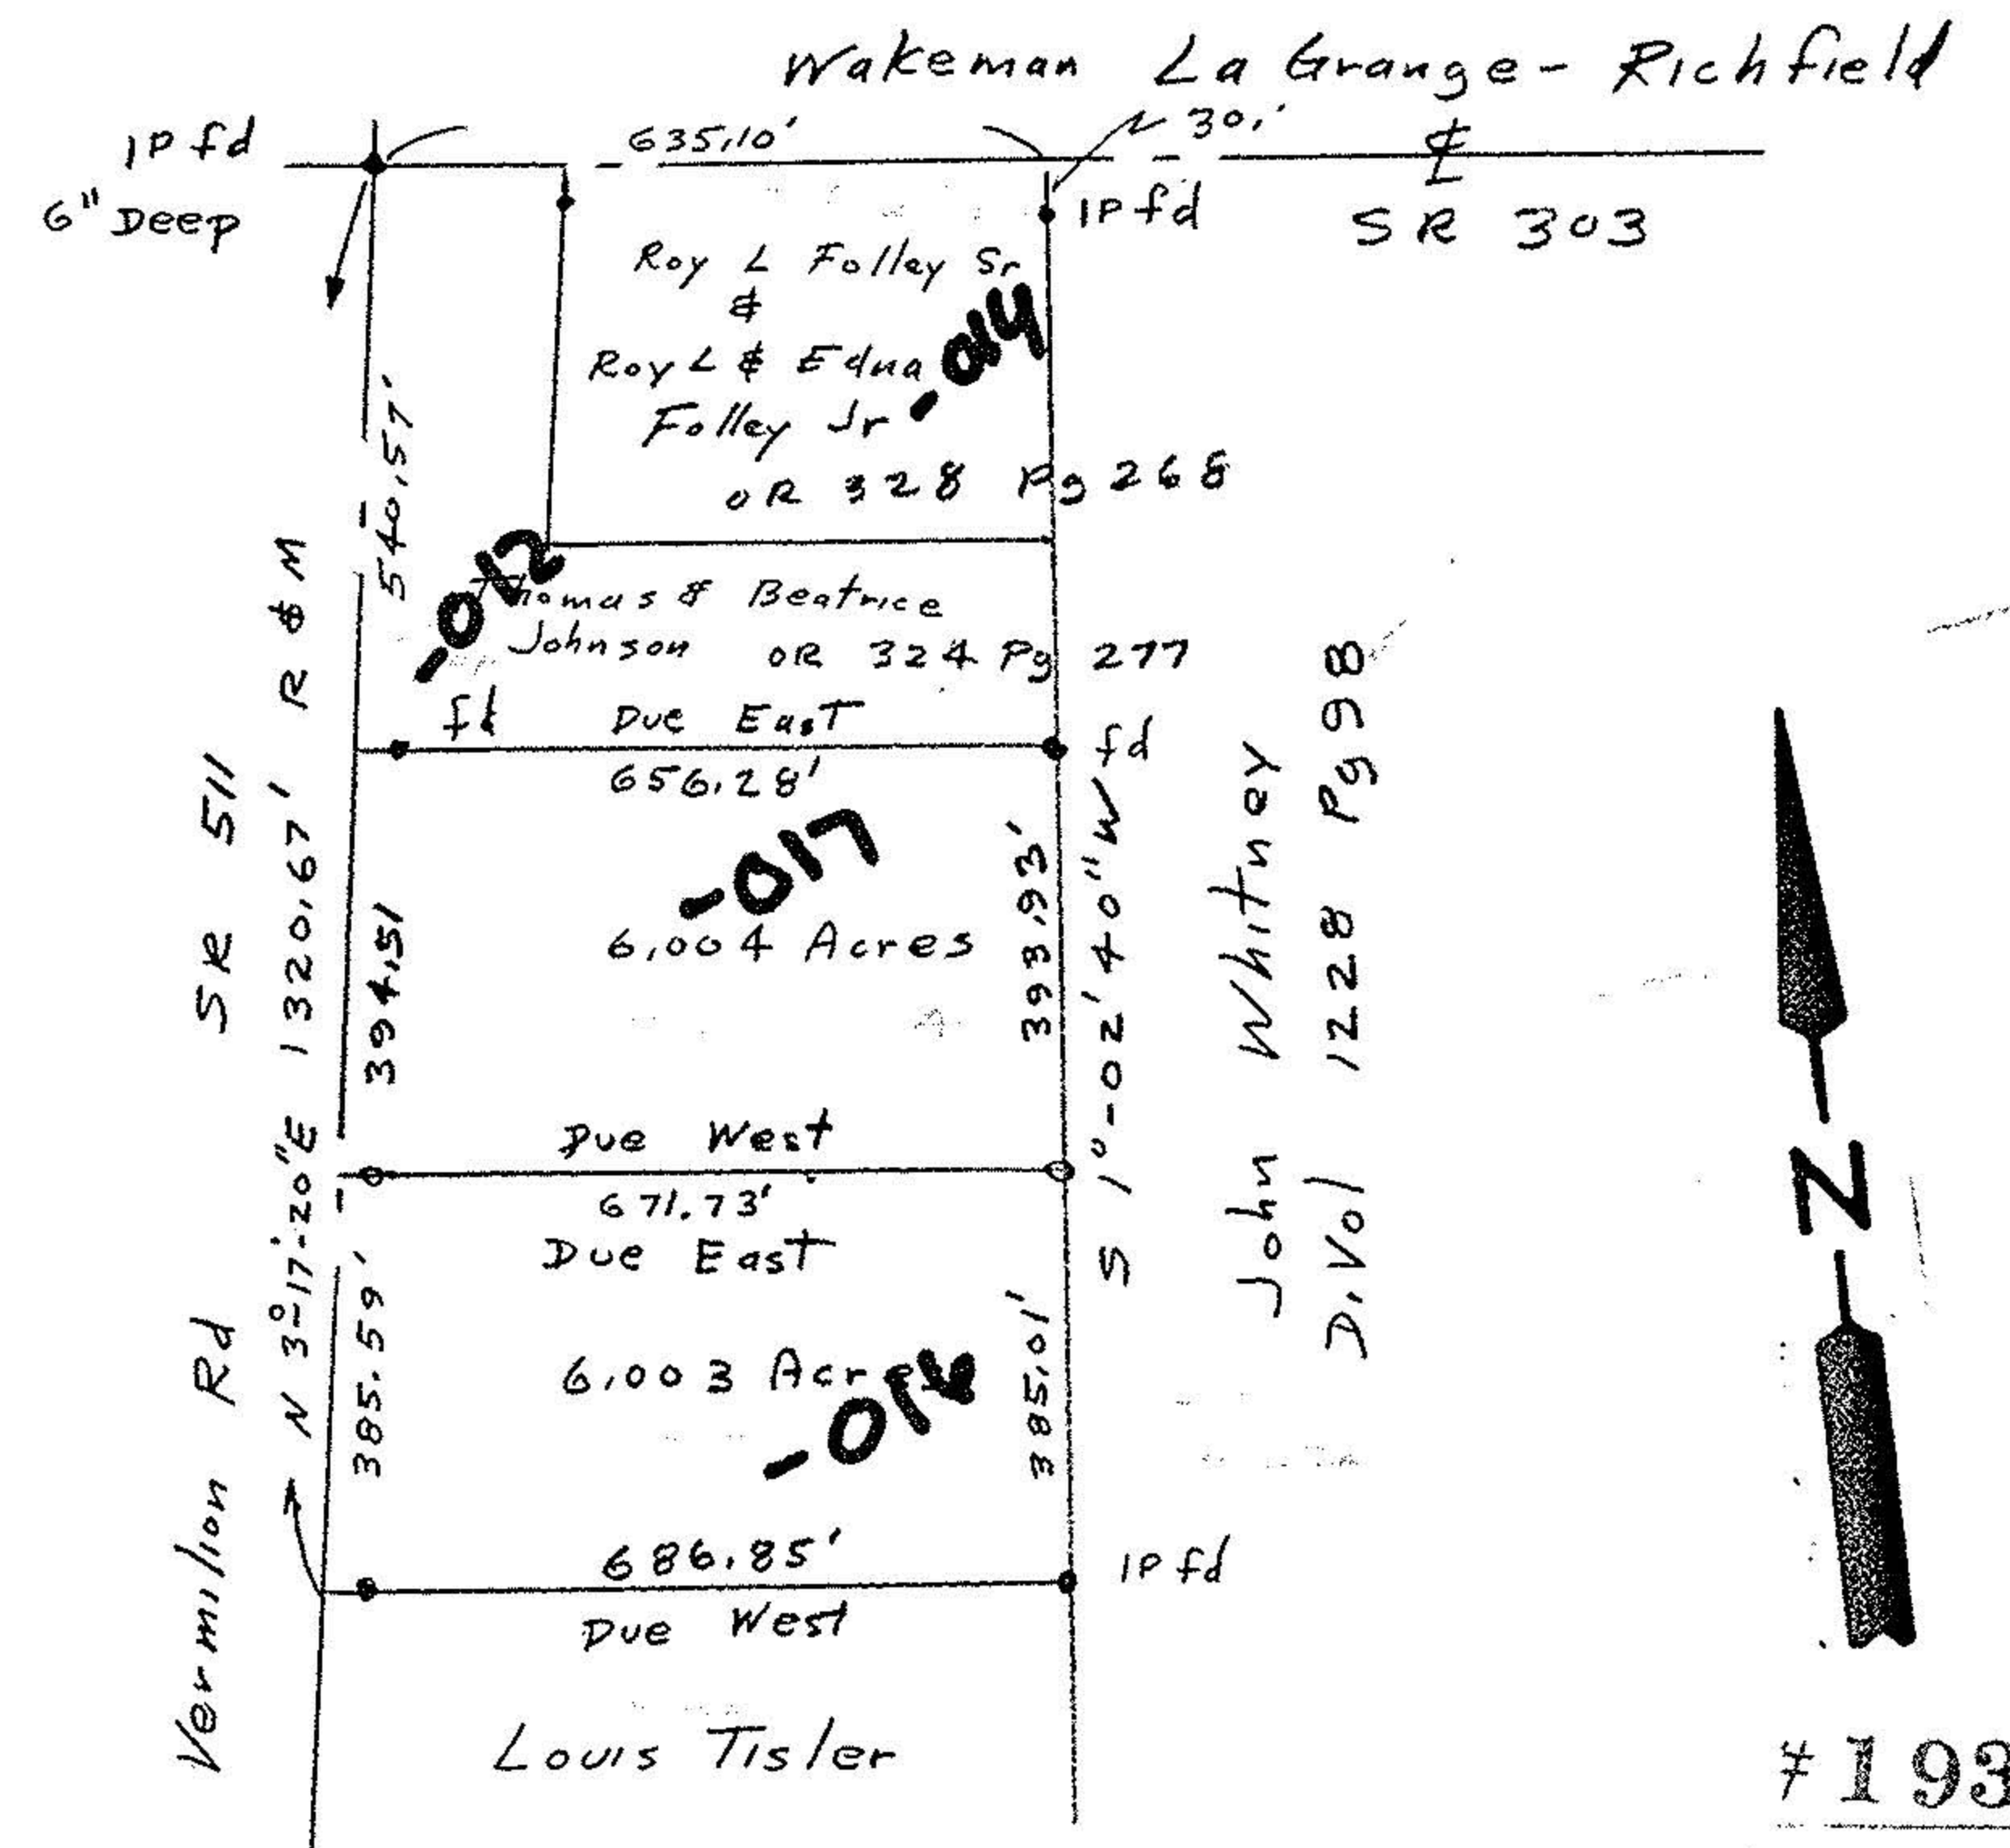 Wakeman La Grange - Richfield
IP fd
6" Deep
635.10'
30.'
℄
SR 303
IP fd
Roy L Folley Sr
&
Roy L & Edna
Folley Jr
-014
OR 328 Pg 268
540.57'
-012
Thomas & Beatrice
Johnson OR 324 Pg 277
fd
Due East
fd
656.28'
-017
6.004 Acres
394.51
393.93'
S 1°-02'40"W
John Whitney
D.Vol 1228 Pg 98
Vermilion Rd SR 511
N 3°-17'-20"E 1320.67' R & M
Due West
671.73'
Due East
385.59'
6.003 Acres
-016
385.01'
686.85'
IP fd
Due West
Louis Tisler
N
#193